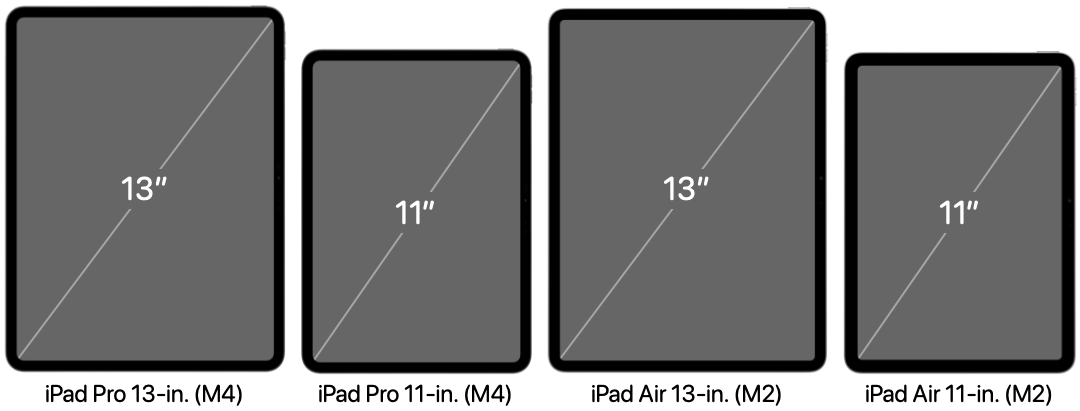 13″
11″
13″
11″
iPad Pro 13-in. (M4)
iPad Pro 11-in. (M4)
iPad Air 13-in. (M2)
iPad Air 11-in. (M2)